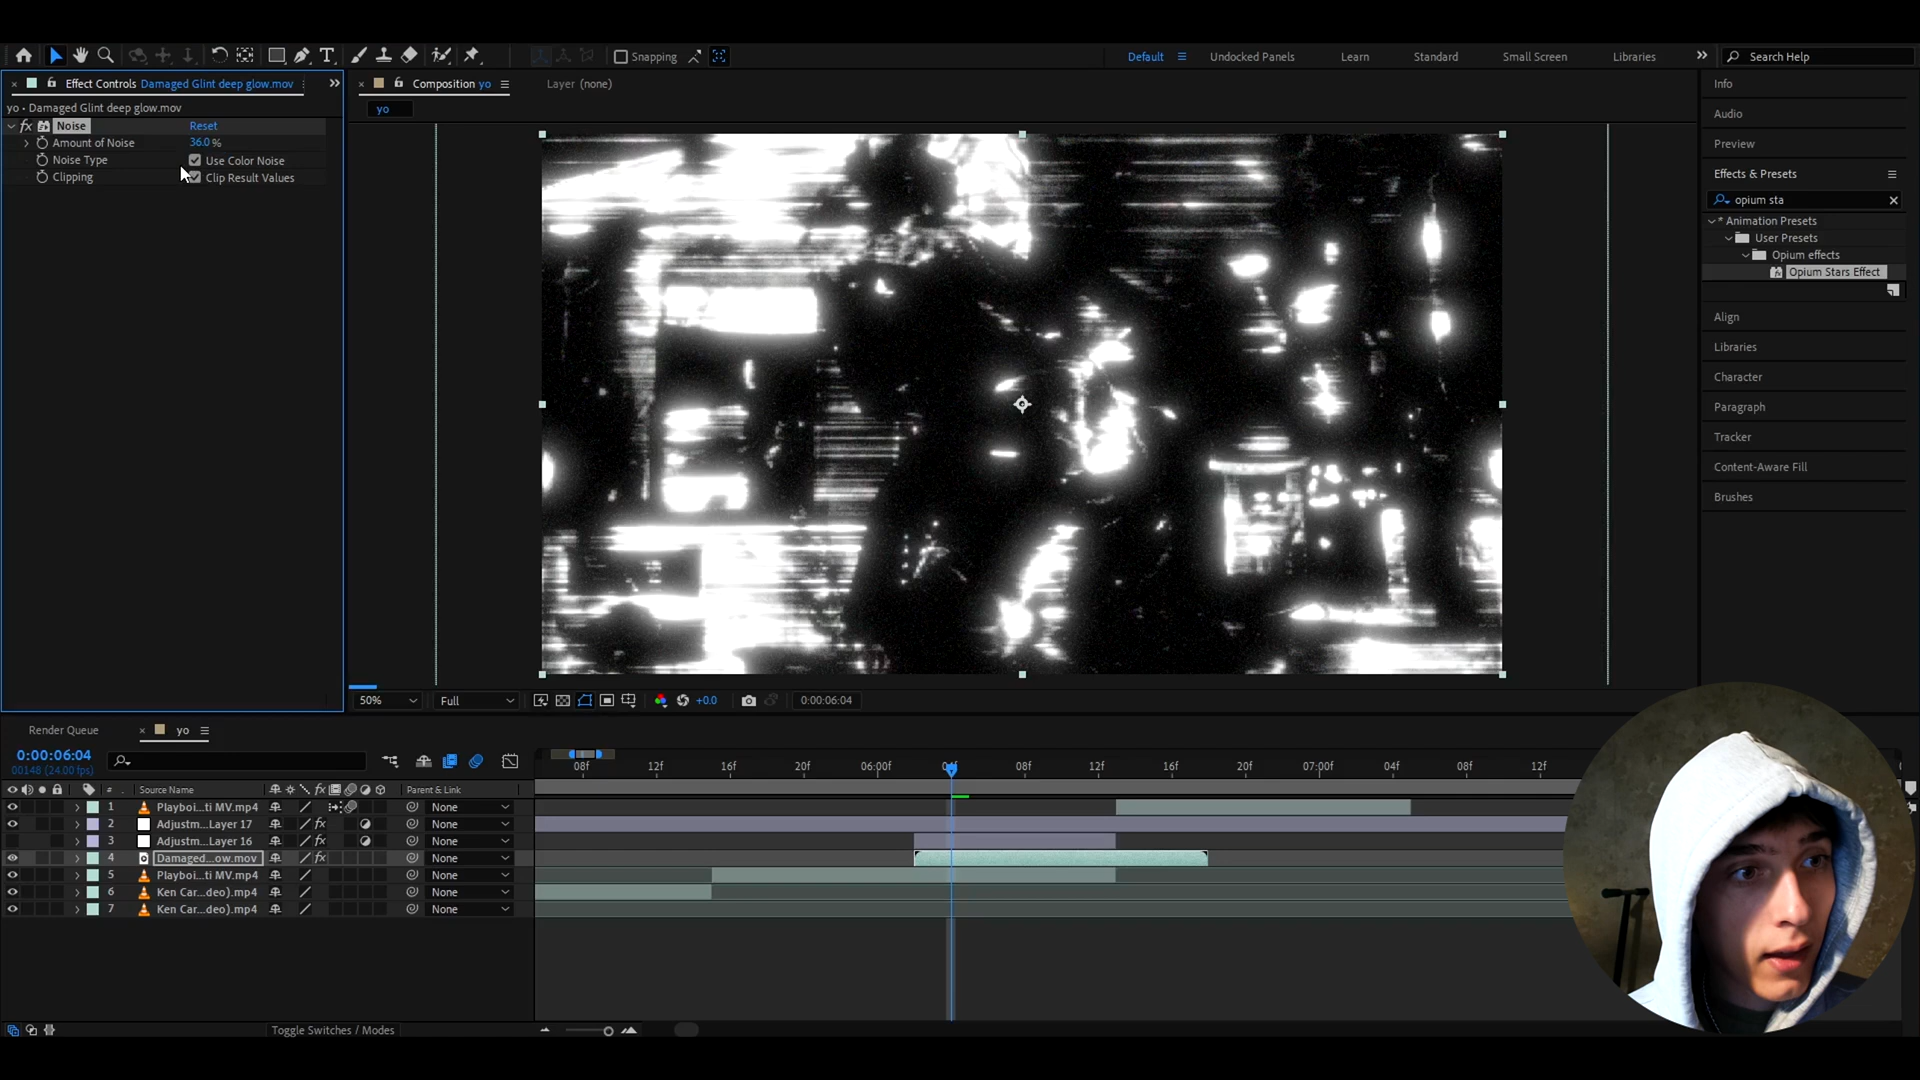 Snapping
Default
Undocked Panels
Learn
Standard
Small Screen
Libraries
Search Help
Effect Controls Damaged Glint deep glow.mov
yo • Damaged Glint deep glow.mov
fx Noise Reset
Amount of Noise 36.0 %
Noise Type Use Color Noise
Clipping Clip Result Values
Composition yo
Layer (none)
yo
50%
Full
+0.0
0:00:06:04
Info
Audio
Preview
Effects & Presets
opium sta
* Animation Presets
User Presets
Opium effects
Opium Stars Effect
Align
Libraries
Character
Paragraph
Tracker
Content-Aware Fill
Brushes
Render Queue
yo
0:00:06:04
00148 (24.00 fps)
08f 12f 16f 20f 06:00f 04f 08f 12f 16f 20f 07:00f 04f 08f 12f
# Source Name fx Parent & Link
1 Playboi...ti MV.mp4 None
2 Adjustm...Layer 17 fx None
3 Adjustm...Layer 16 fx None
4 Damaged...ow.mov fx None
5 Playboi...ti MV.mp4 None
6 Ken Car...deo).mp4 None
7 Ken Car...deo).mp4 None
Toggle Switches / Modes